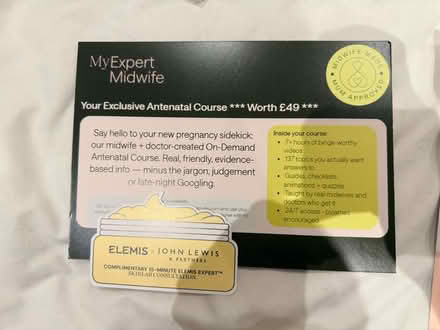 MyExpert
Midwife
MIDWIFE MADE
MUM APPROVED
Your Exclusive Antenatal Course *** Worth £49 ***
Say hello to your new pregnancy sidekick:
our midwife + doctor-created On-Demand
Antenatal Course. Real, friendly, evidence-
based info — minus the jargon, judgement
or late-night Googling.
Inside your course:
• 7+ hours of binge-worthy
videos
• 137 topics you actually want
answers to
• Guides, checklists,
animations + quizzes
• Taught by real midwives and
doctors who get it
• 24/7 access - partners
encouraged
ELEMIS × JOHN LEWIS
& PARTNERS
COMPLIMENTARY 15-MINUTE ELEMIS EXPERT™
SKINLAB CONSULTATION